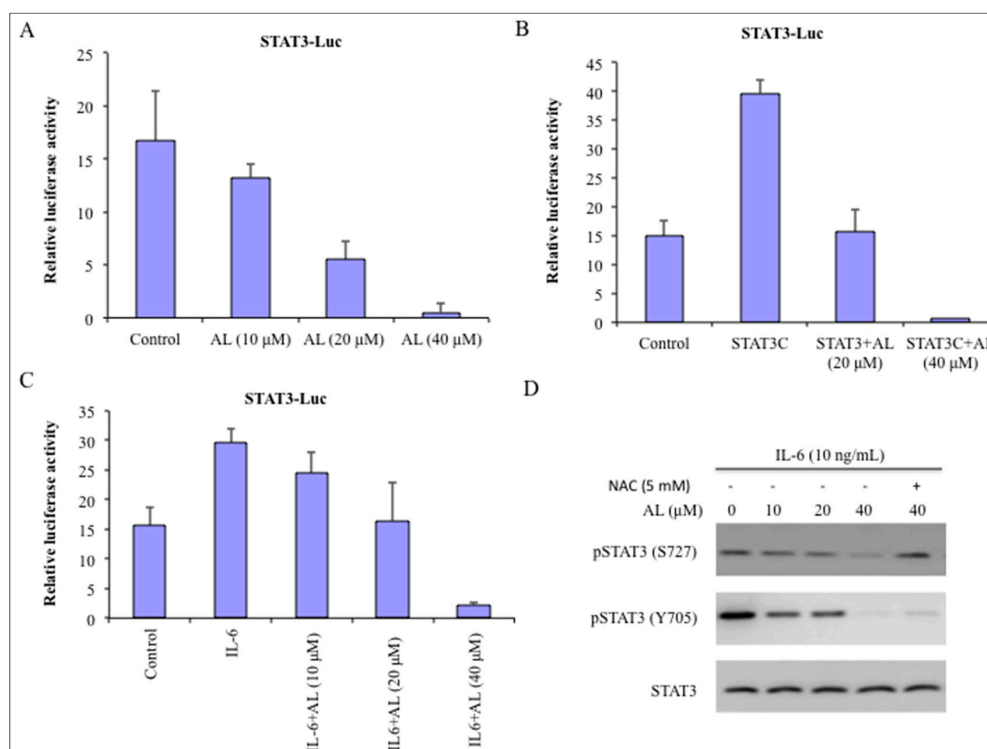 A
STAT3-Luc
Relative luciferase activity
25
20
15
10
5
0
Control AL (10 µM) AL (20 µM) AL (40 µM)
B
STAT3-Luc
Relative luciferase activity
45
40
35
30
25
20
15
10
5
0
Control STAT3C STAT3+AL STAT3C+AL
(20 µM) (40 µM)
C
STAT3-Luc
Relative luciferase activity
35
30
25
20
15
10
5
0
Control
IL-6
IL-6+AL (10 µM)
IL6+AL (20 µM)
IL6+AL (40 µM)
D
IL-6 (10 ng/mL)
NAC (5 mM) - - - - +
AL (µM) 0 10 20 40 40
pSTAT3 (S727)
pSTAT3 (Y705)
STAT3